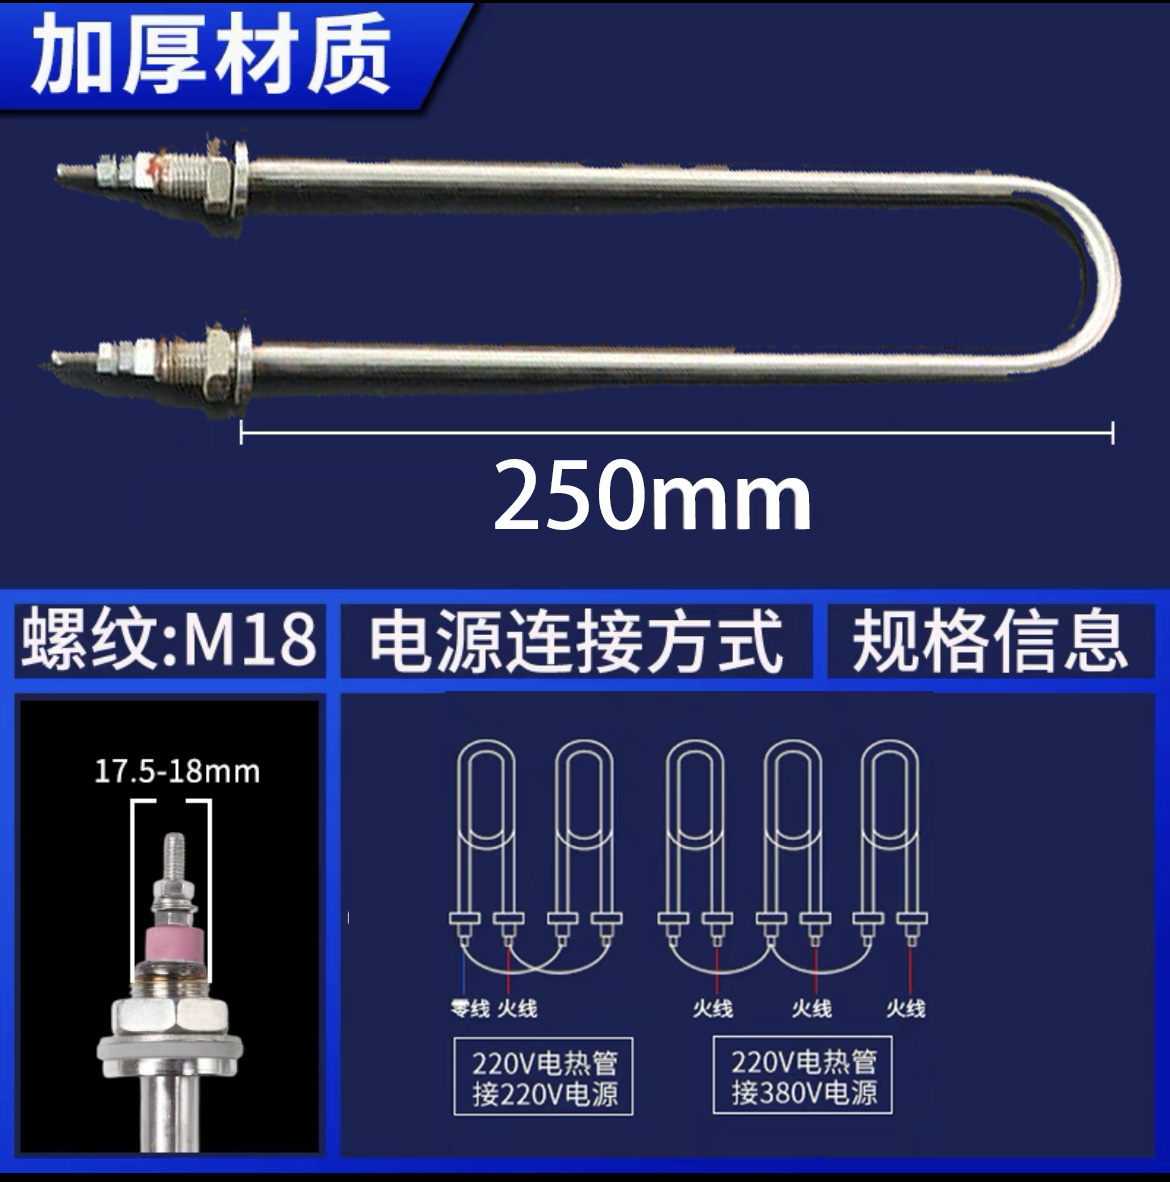 加厚材质
250mm
螺纹:M18
电源连接方式
规格信息
17.5-18mm
零线 火线
火线 火线 火线
220V电热管
接220V电源
220V电热管
接380V电源